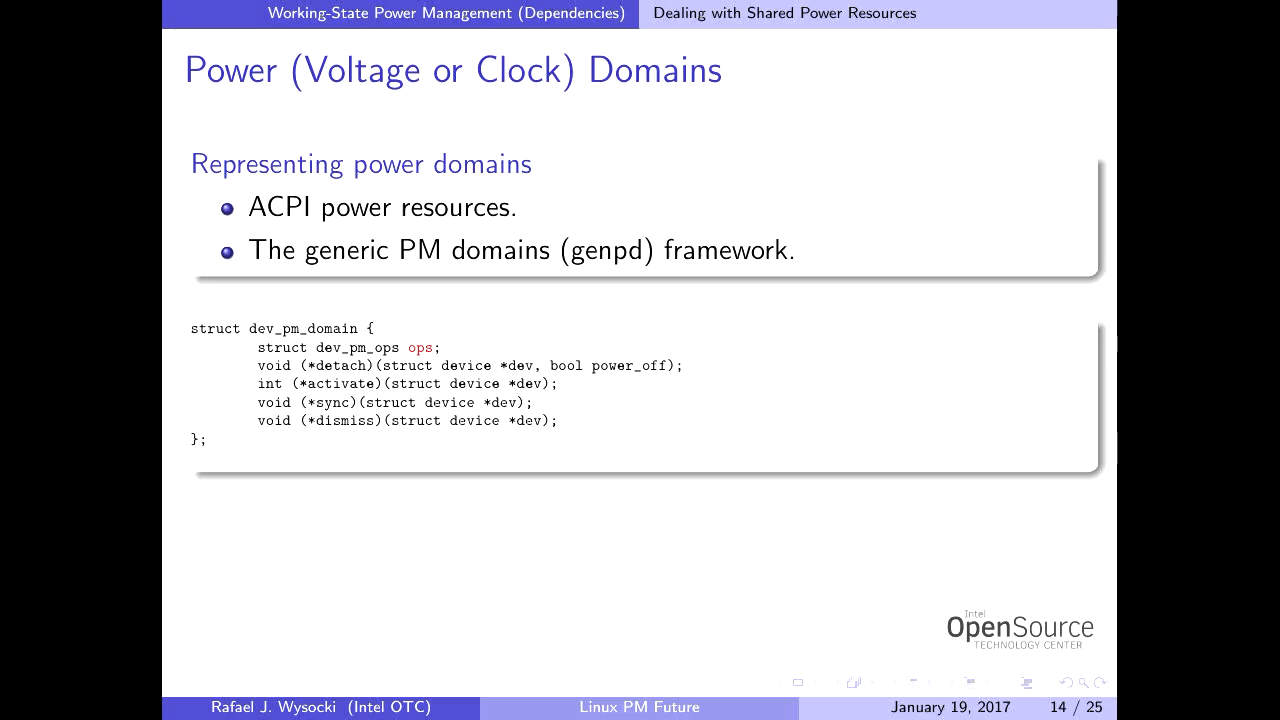 Working-State Power Management (Dependencies) Dealing with Shared Power Resources
Power (Voltage or Clock) Domains
Representing power domains
ACPI power resources.
The generic PM domains (genpd) framework.
struct dev_pm_domain {
struct dev_pm_ops ops;
void (*detach)(struct device *dev, bool power_off);
int (*activate)(struct device *dev);
void (*sync)(struct device *dev);
void (*dismiss)(struct device *dev);
};
Intel
OpenSource
TECHNOLOGY CENTER
Rafael J. Wysocki (Intel OTC) Linux PM Future January 19, 2017 14 / 25